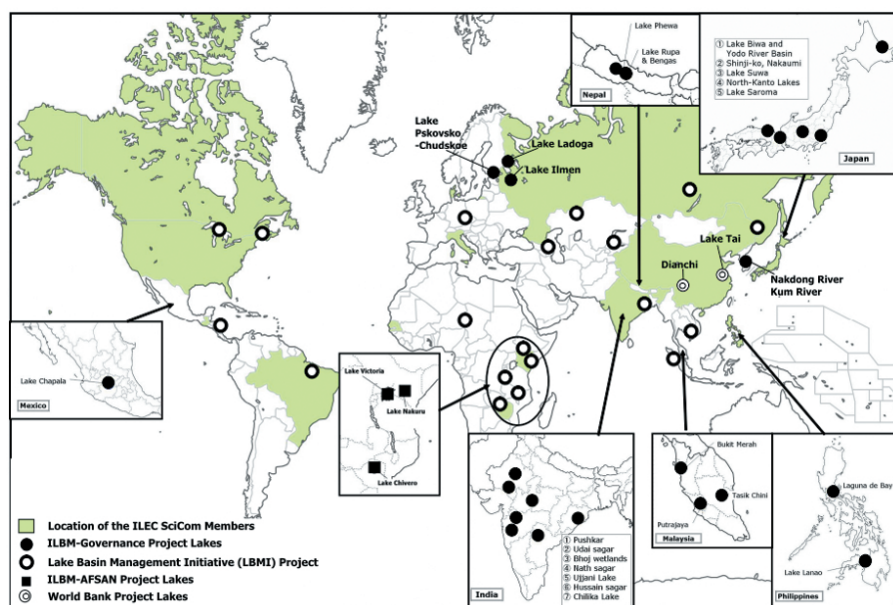 Lake Phewa
Lake Rupa
& Bengas
Nepal
① Lake Biwa and
Yodo River Basin
② Shinji-ko, Nakaumi
③ Lake Suwa
④ North-Kanto Lakes
⑤ Lake Saroma
Japan
Lake
Pskovsko
-Chudskoe
Lake Ladoga
Lake Ilmen
Lake Tai
Dianchi
Nakdong River
Kum River
Lake Chapala
Mexico
Lake Victoria
Lake Nakuru
Lake Chivero
① Pushkar
② Udai sagar
③ Bhoj wetlands
④ Nath sagar
⑤ Ujjani Lake
⑥ Hussain sagar
⑦ Chilika Lake
India
Bukit Merah
Tasik Chini
Putrajaya
Malaysia
Laguna de Bay
Lake Lanao
Philippines
Location of the ILEC SciCom Members
ILBM-Governance Project Lakes
Lake Basin Management Initiative (LBMI) Project
ILBM-AFSAN Project Lakes
World Bank Project Lakes